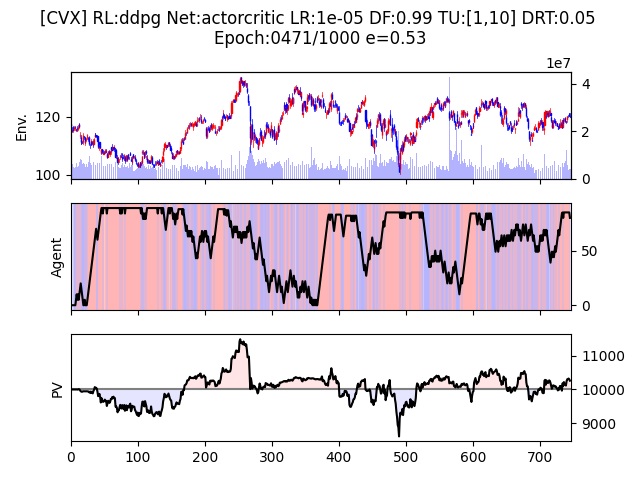 [CVX] RL:ddpg Net:actorcritic LR:1e-05 DF:0.99 TU:[1,10] DRT:0.05
Epoch:0471/1000 e=0.53
1e7
Env.
120
100
4
2
0
Agent
50
0
PV
11000
10000
9000
0 100 200 300 400 500 600 700